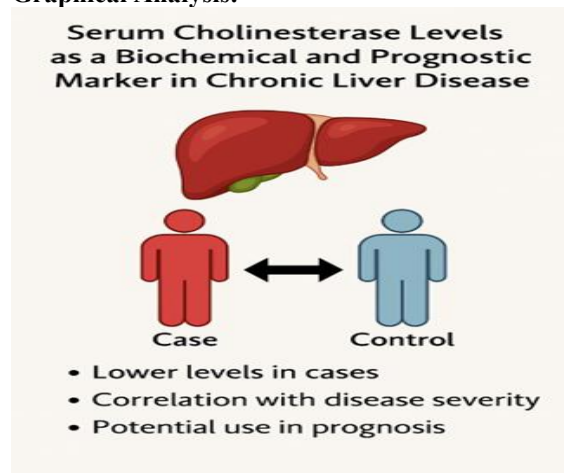 Graphical Analysis:
Serum Cholinesterase Levels
as a Biochemical and Prognostic
Marker in Chronic Liver Disease
Case
Control
• Lower levels in cases
• Correlation with disease severity
• Potential use in prognosis